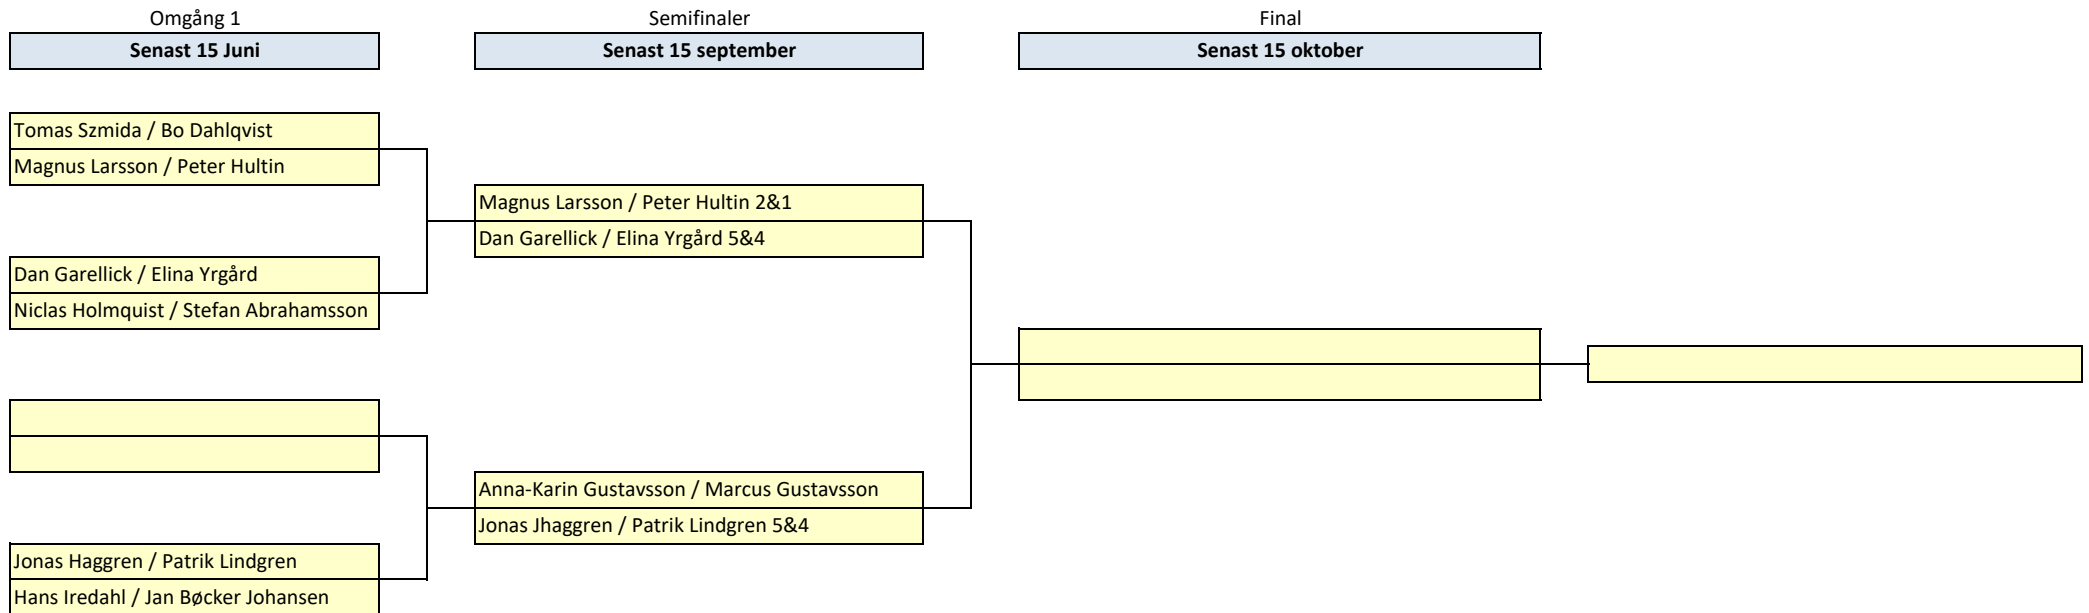 Omgång 1
Semifinaler
Final
Senast 15 Juni
Senast 15 september
Senast 15 oktober
Tomas Szmida / Bo Dahlqvist
Magnus Larsson / Peter Hultin
Magnus Larsson / Peter Hultin 2&1
Dan Garellick / Elina Yrgård 5&4
Dan Garellick / Elina Yrgård
Niclas Holmquist / Stefan Abrahamsson
Anna-Karin Gustavsson / Marcus Gustavsson
Jonas Jhaggren / Patrik Lindgren 5&4
Jonas Haggren / Patrik Lindgren
Hans Iredahl / Jan Bøcker Johansen